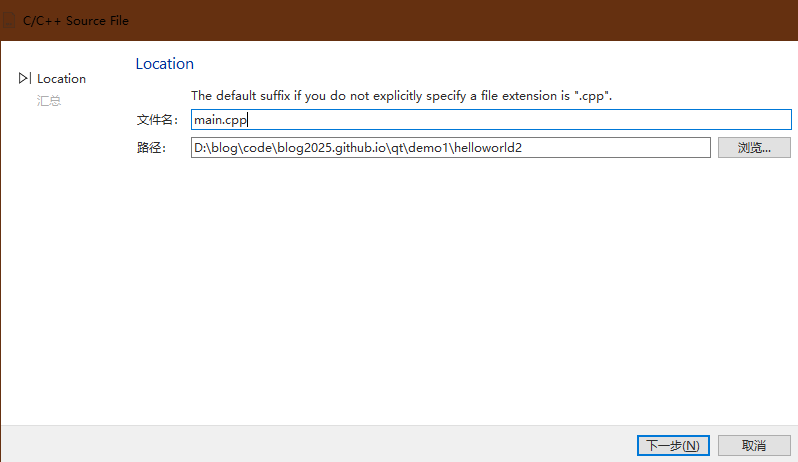 C/C++ Source File
Location
Location
汇总
The default suffix if you do not explicitly specify a file extension is ".cpp".
文件名：
main.cpp
路径：
D:\blog\code\blog2025.github.io\qt\demo1\helloworld2
浏览...
下一步(N)
取消